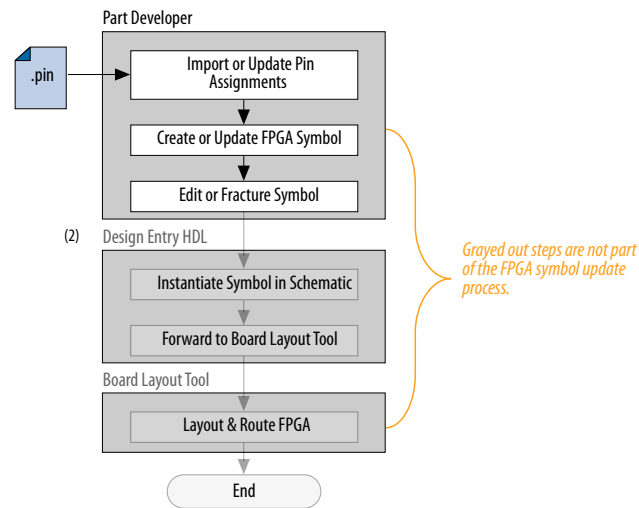 Part Developer
.pin
Import or Update Pin
Assignments
Create or Update FPGA Symbol
Edit or Fracture Symbol
(2)
Design Entry HDL
Instantiate Symbol in Schematic
Forward to Board Layout Tool
Board Layout Tool
Layout & Route FPGA
End
Grayed out steps are not part
of the FPGA symbol update
process.